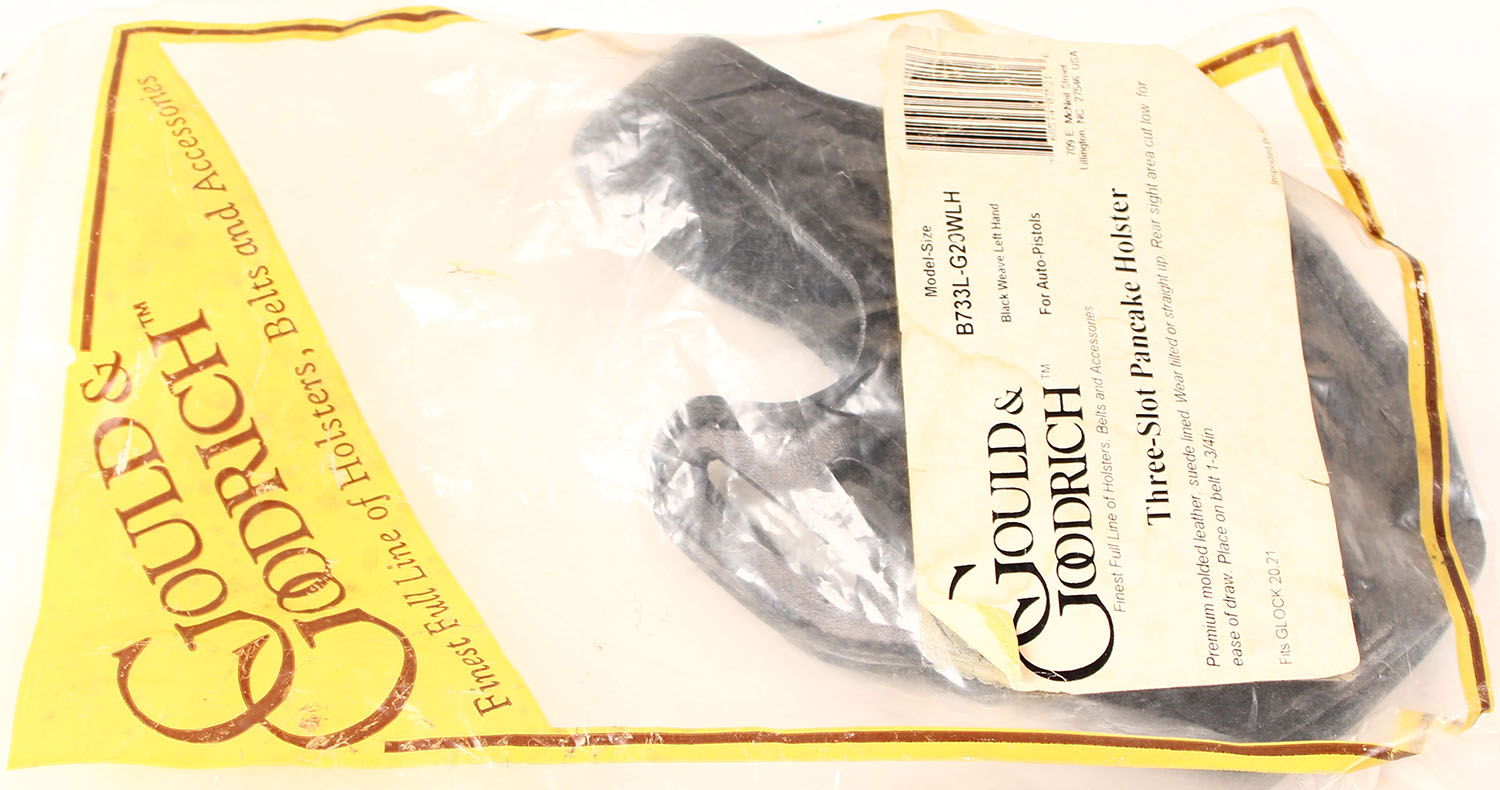 GOULD &
GOODRICH™
Finest Full Line of Holsters, Belts and Accessories
Model-Size
B733L-G20WLH
Black Weave Left Hand
For Auto-Pistols
709 E. McNeil Street
Lillington, NC 27546 USA
GOULD &
GOODRICH™
Finest Full Line of Holsters, Belts and Accessories
Three-Slot Pancake Holster
Premium molded leather, suede lined. Wear tilted or straight up. Rear sight area cut low for
ease of draw. Place on belt 1-3/4in.
Fits GLOCK 20,21
Inspected